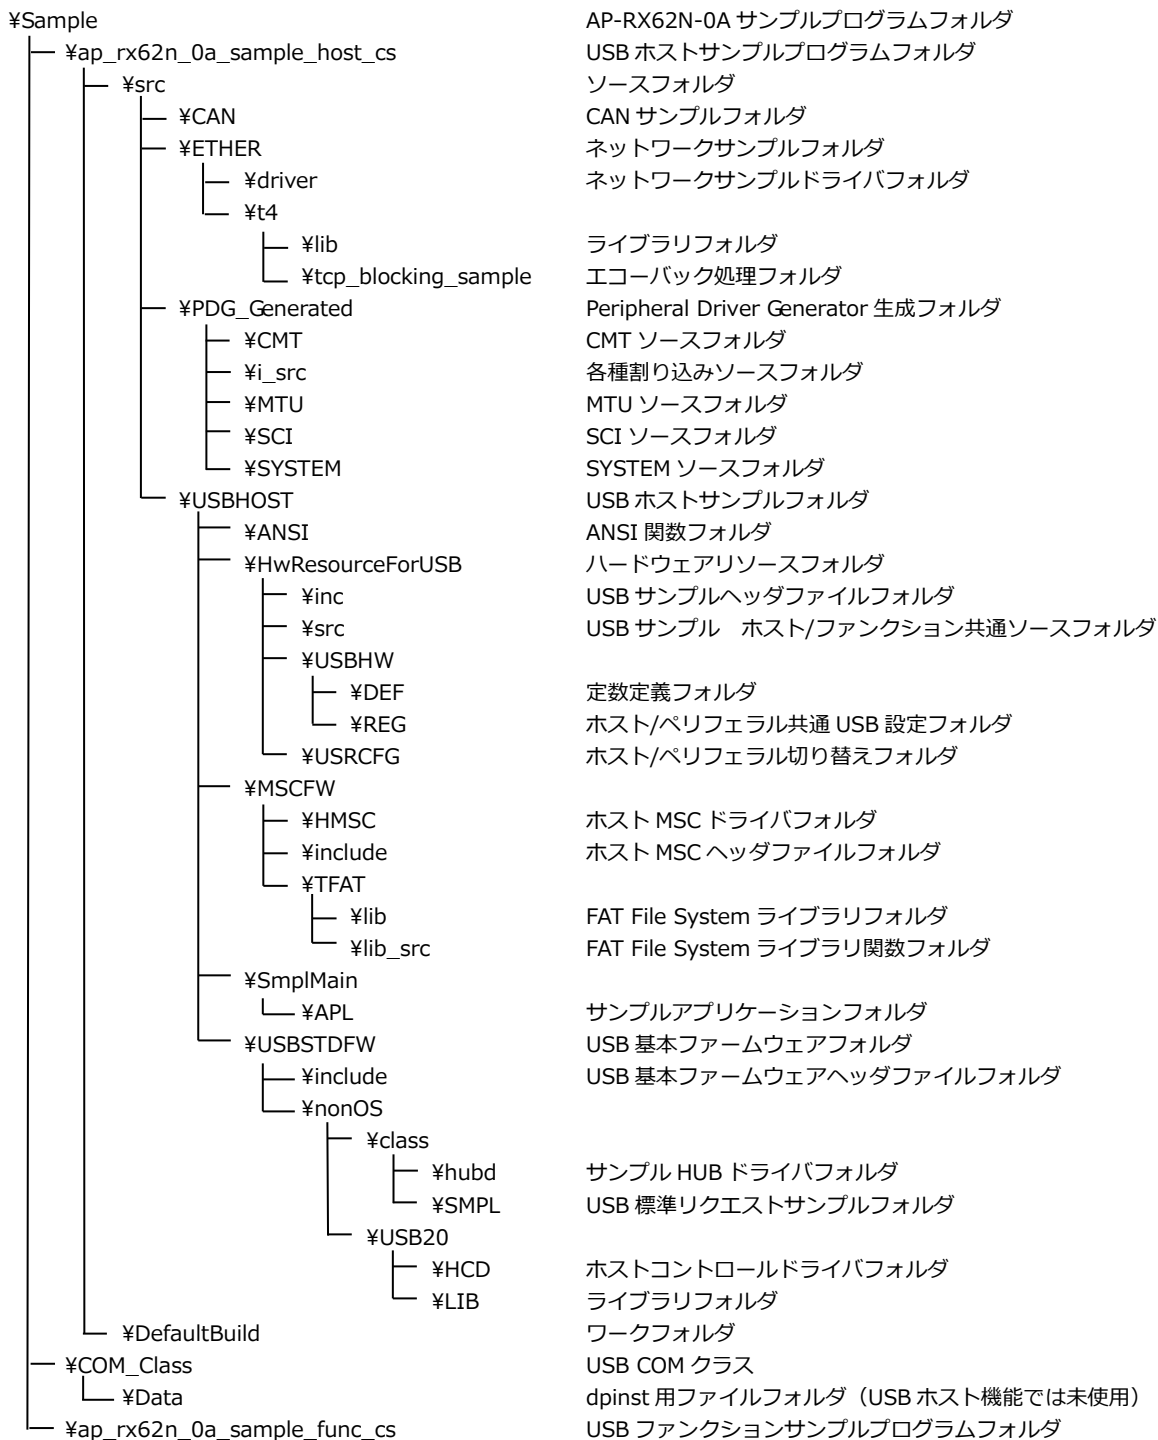 ¥Sample AP-RX62N-0A サンプルプログラムフォルダ
¥ap_rx62n_0a_sample_host_cs USB ホストサンプルプログラムフォルダ
¥src ソースフォルダ
¥CAN CAN サンプルフォルダ
¥ETHER ネットワークサンプルフォルダ
¥driver ネットワークサンプルドライバフォルダ
¥t4
¥lib ライブラリフォルダ
¥tcp_blocking_sample エコーバック処理フォルダ
¥PDG_Generated Peripheral Driver Generator 生成フォルダ
¥CMT CMT ソースフォルダ
¥i_src 各種割り込みソースフォルダ
¥MTU MTU ソースフォルダ
¥SCI SCI ソースフォルダ
¥SYSTEM SYSTEM ソースフォルダ
¥USBHOST USB ホストサンプルフォルダ
¥ANSI ANSI 関数フォルダ
¥HwResourceForUSB ハードウェアリソースフォルダ
¥inc USB サンプルヘッダファイルフォルダ
¥src USB サンプル　ホスト/ファンクション共通ソースフォルダ
¥USBHW
¥DEF 定数定義フォルダ
¥REG ホスト/ペリフェラル共通 USB 設定フォルダ
¥USRCFG ホスト/ペリフェラル切り替えフォルダ
¥MSCFW
¥HMSC ホスト MSC ドライバフォルダ
¥include ホスト MSC ヘッダファイルフォルダ
¥TFAT
¥lib FAT File System ライブラリフォルダ
¥lib_src FAT File System ライブラリ関数フォルダ
¥SmplMain
¥APL サンプルアプリケーションフォルダ
¥USBSTDFW USB 基本ファームウェアフォルダ
¥include USB 基本ファームウェアヘッダファイルフォルダ
¥nonOS
¥class
¥hubd サンプル HUB ドライバフォルダ
¥SMPL USB 標準リクエストサンプルフォルダ
¥USB20
¥HCD ホストコントロールドライバフォルダ
¥LIB ライブラリフォルダ
¥DefaultBuild ワークフォルダ
¥COM_Class USB COM クラス
¥Data dpinst 用ファイルフォルダ（USB ホスト機能では未使用）
¥ap_rx62n_0a_sample_func_cs USB ファンクションサンプルプログラムフォルダ